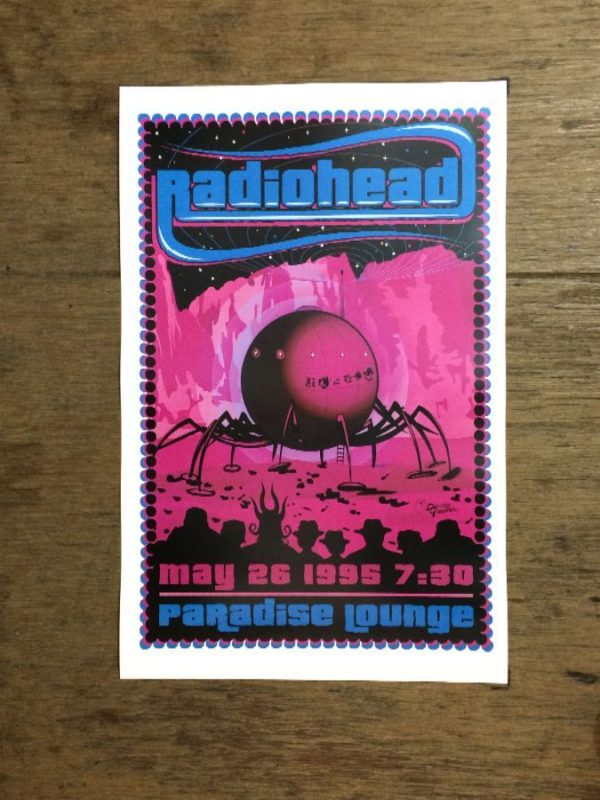 Radiohead
may 26 1995 7:30
Paradise Lounge